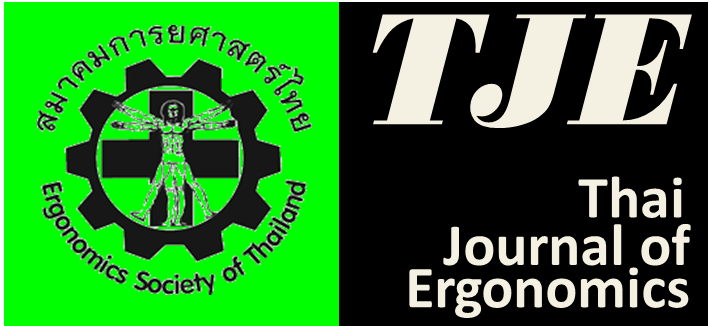 สมาคมการยศาสตร์ไทย
Ergonomics Society of Thailand
TJE
Thai
Journal of
Ergonomics